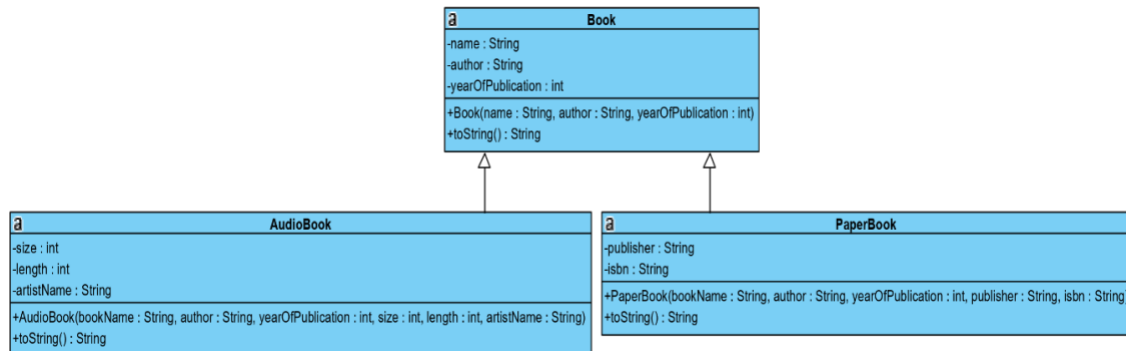 a Book
-name : String
-author : String
-yearOfPublication : int
+Book(name : String, author : String, yearOfPublication : int)
+toString() : String
a AudioBook
-size : int
-length : int
-artistName : String
+AudioBook(bookName : String, author : String, yearOfPublication : int, size : int, length : int, artistName : String)
+toString() : String
a PaperBook
-publisher : String
-isbn : String
+PaperBook(bookName : String, author : String, yearOfPublication : int, publisher : String, isbn : String)
+toString() : String